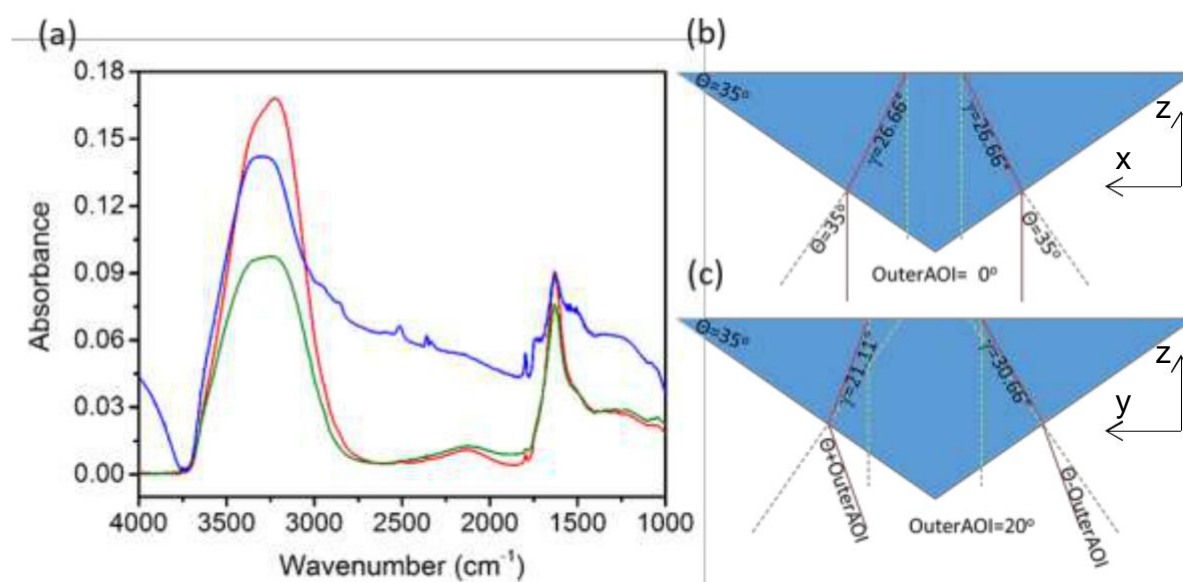 (a)
0.18
0.15
0.12
0.09
0.06
0.03
0.00
Absorbance
4000 3500 3000 2500 2000 1500 1000
Wavenumber (cm⁻¹)
(b)
Θ=35°
γ=26.66°
γ=26.66°
Θ=35°
Θ=35°
OuterAOI= 0°
z
x
(c)
Θ=35°
γ=21.11°
γ=30.66°
Θ+OuterAOI
Θ-OuterAOI
OuterAOI=20°
z
y